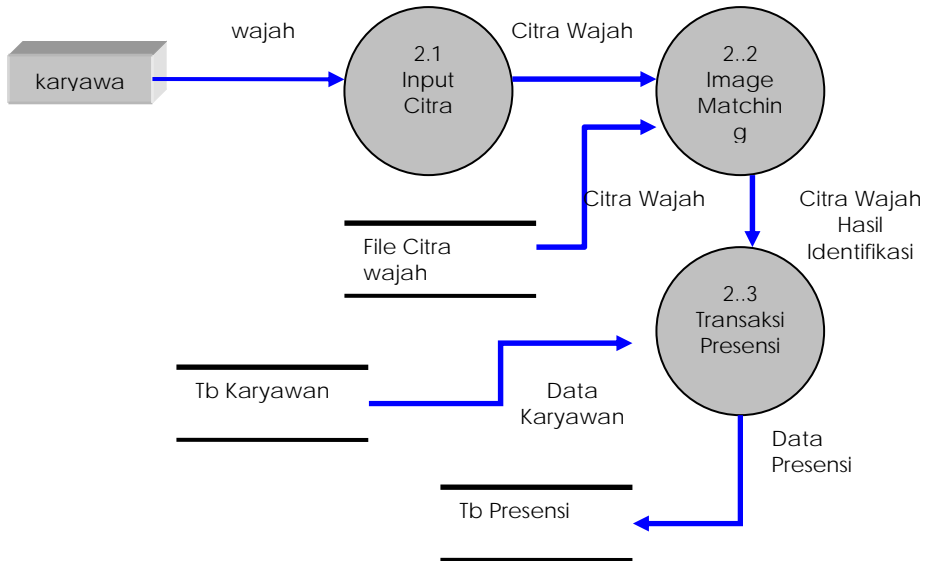 wajah
Citra Wajah
karyawa
2.1
Input
Citra
2..2
Image
Matchin
g
Citra Wajah
Citra Wajah
Hasil
Identifikasi
File Citra
wajah
2..3
Transaksi
Presensi
Tb Karyawan
Data
Karyawan
Data
Presensi
Tb Presensi